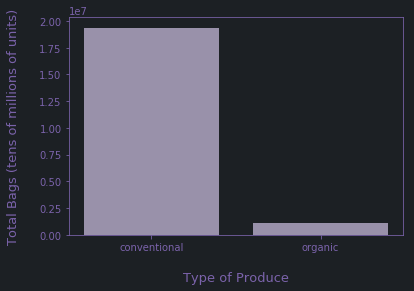 1e7
2.00
1.75
1.50
1.25
1.00
0.75
0.50
0.25
0.00
Total Bags (tens of millions of units)
conventional organic
Type of Produce